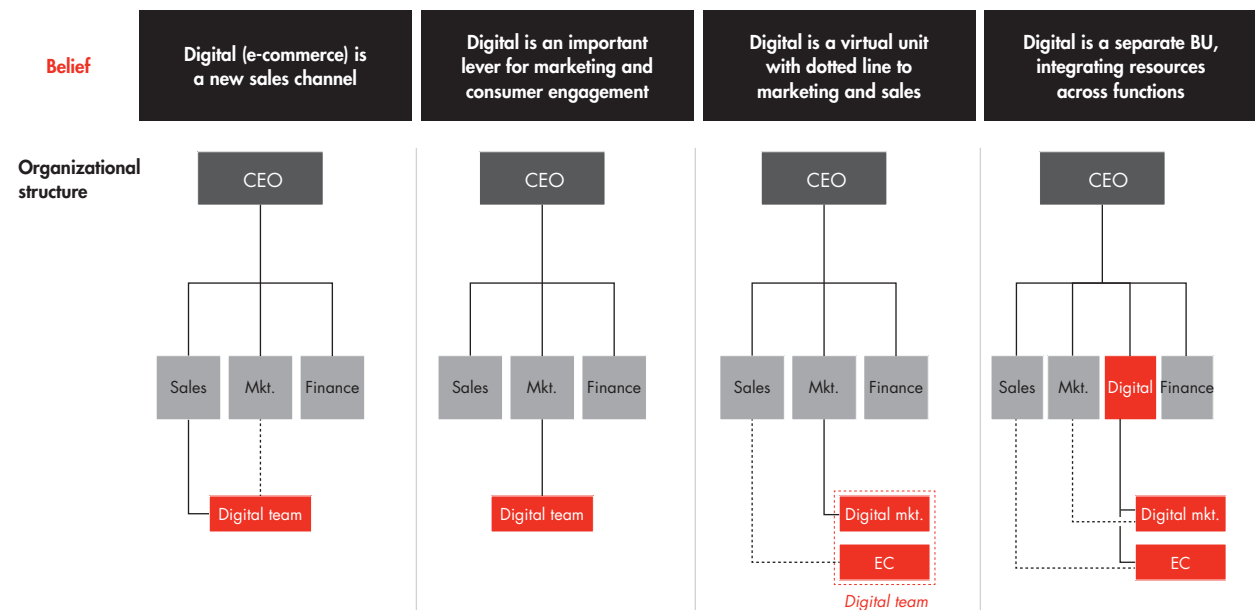 Belief
Digital (e-commerce) is
a new sales channel
Digital is an important
lever for marketing and
consumer engagement
Digital is a virtual unit
with dotted line to
marketing and sales
Digital is a separate BU,
integrating resources
across functions
Organizational
structure
CEO
Sales
Mkt.
Finance
Digital team
CEO
Sales
Mkt.
Finance
Digital team
CEO
Sales
Mkt.
Finance
Digital mkt.
EC
Digital team
CEO
Sales
Mkt.
Digital
Finance
Digital mkt.
EC